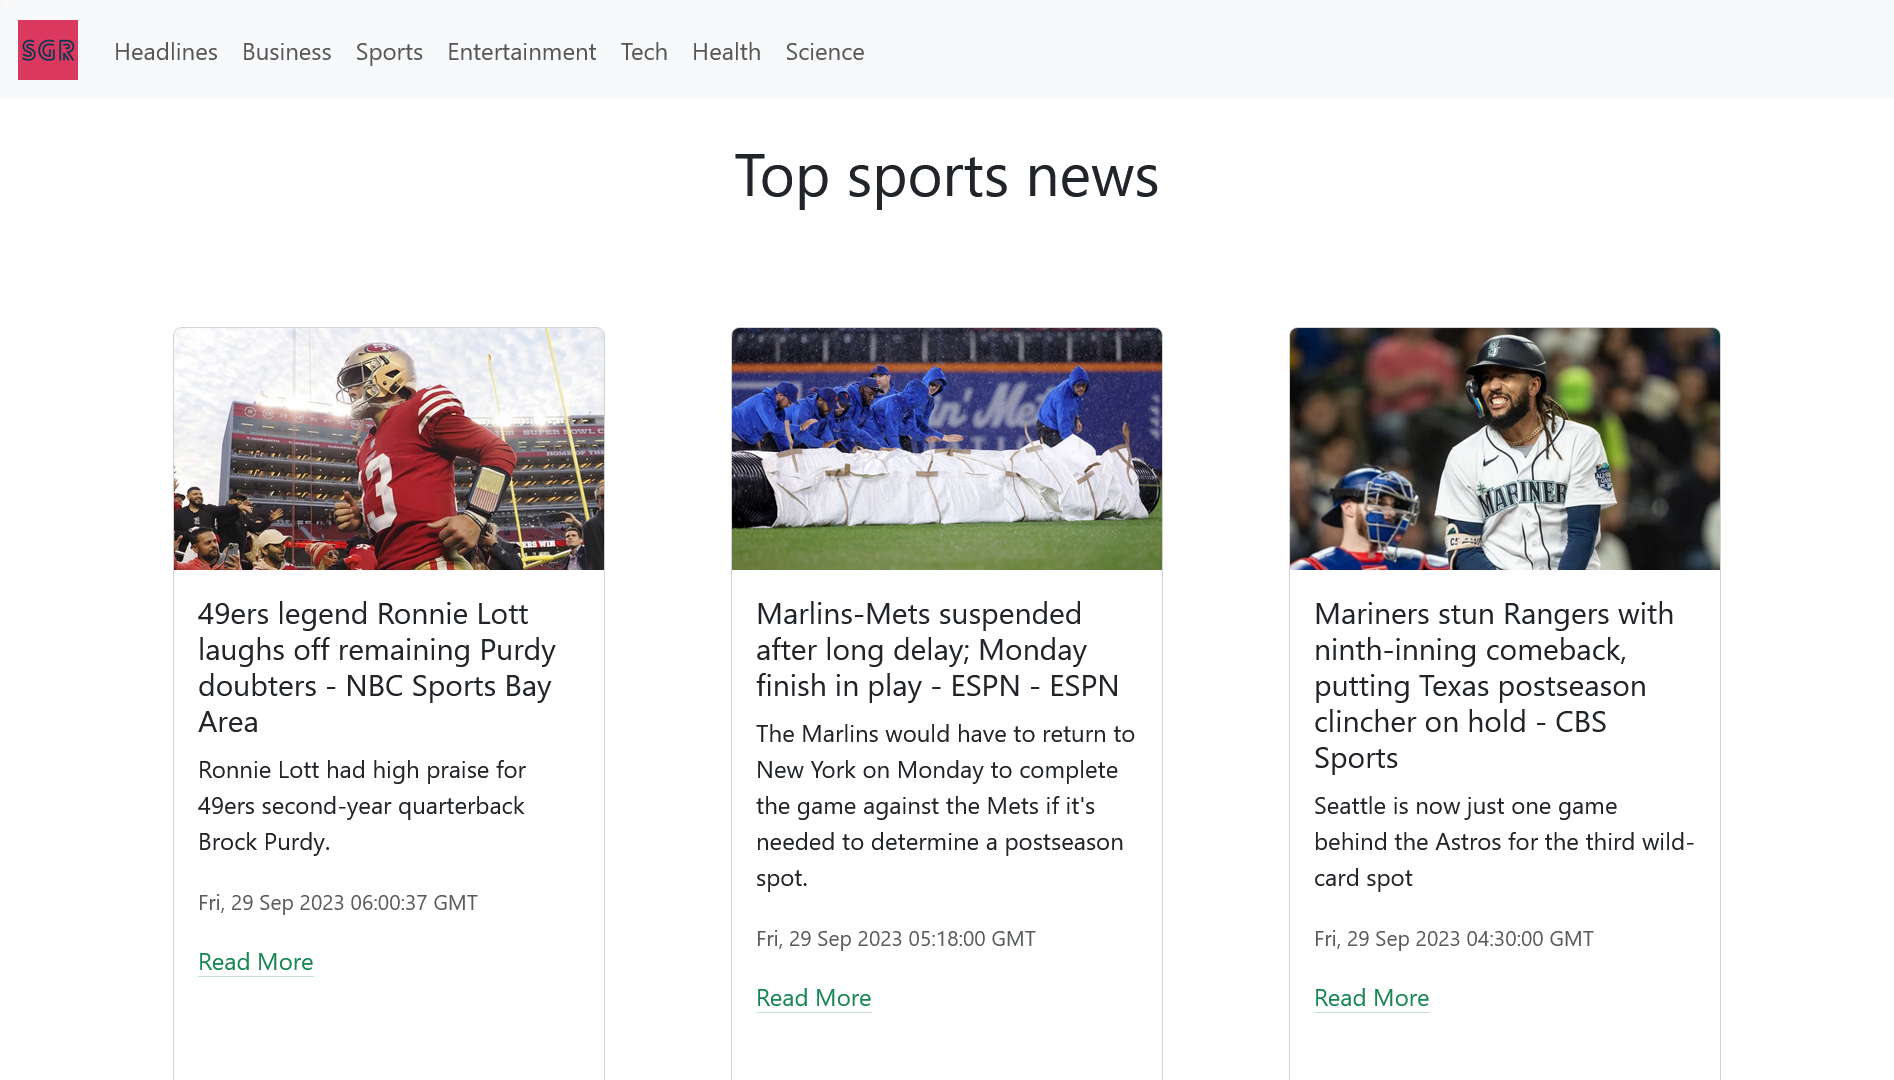 SGR
Headlines Business Sports Entertainment Tech Health Science
Top sports news
49ers legend Ronnie Lott
laughs off remaining Purdy
doubters - NBC Sports Bay
Area
Ronnie Lott had high praise for
49ers second-year quarterback
Brock Purdy.
Fri, 29 Sep 2023 06:00:37 GMT
Read More
Marlins-Mets suspended
after long delay; Monday
finish in play - ESPN - ESPN
The Marlins would have to return to
New York on Monday to complete
the game against the Mets if it's
needed to determine a postseason
spot.
Fri, 29 Sep 2023 05:18:00 GMT
Read More
MARINER
Mariners stun Rangers with
ninth-inning comeback,
putting Texas postseason
clincher on hold - CBS
Sports
Seattle is now just one game
behind the Astros for the third wild-
card spot
Fri, 29 Sep 2023 04:30:00 GMT
Read More